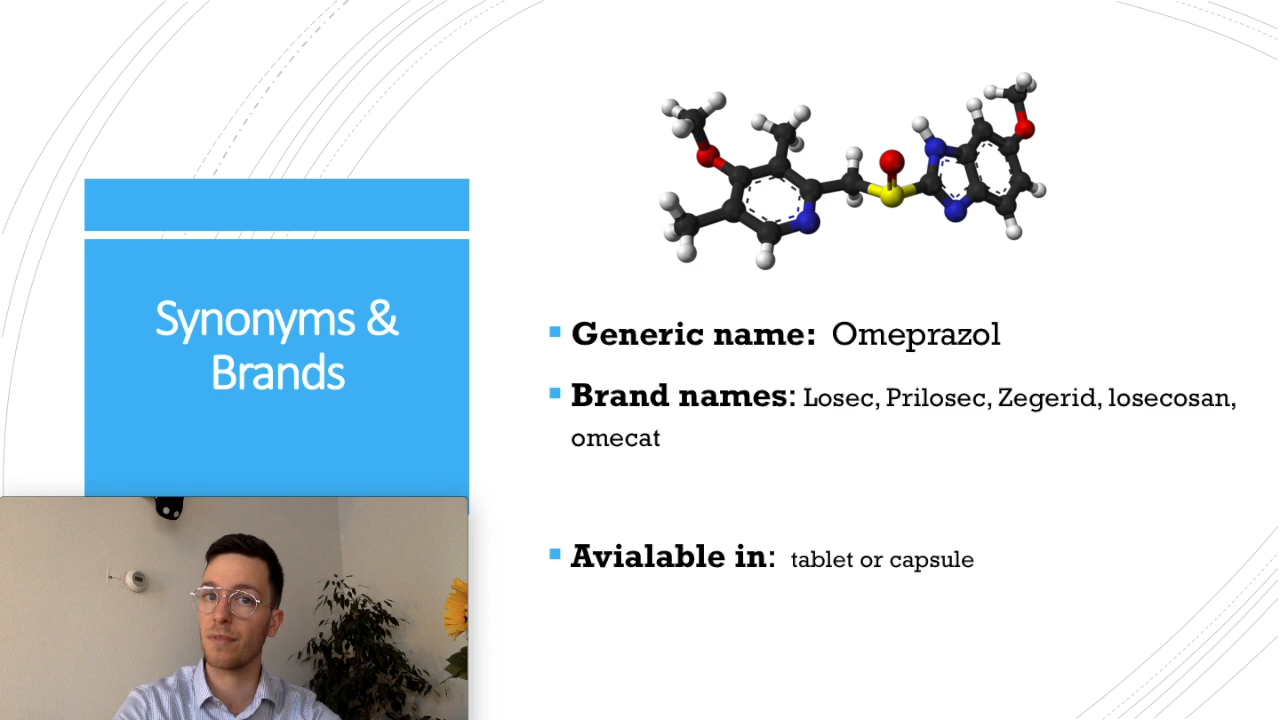 Synonyms &
Brands
Generic name: Omeprazol
Brand names: Losec, Prilosec, Zegerid, losecosan,
omecat
Avialable in: tablet or capsule